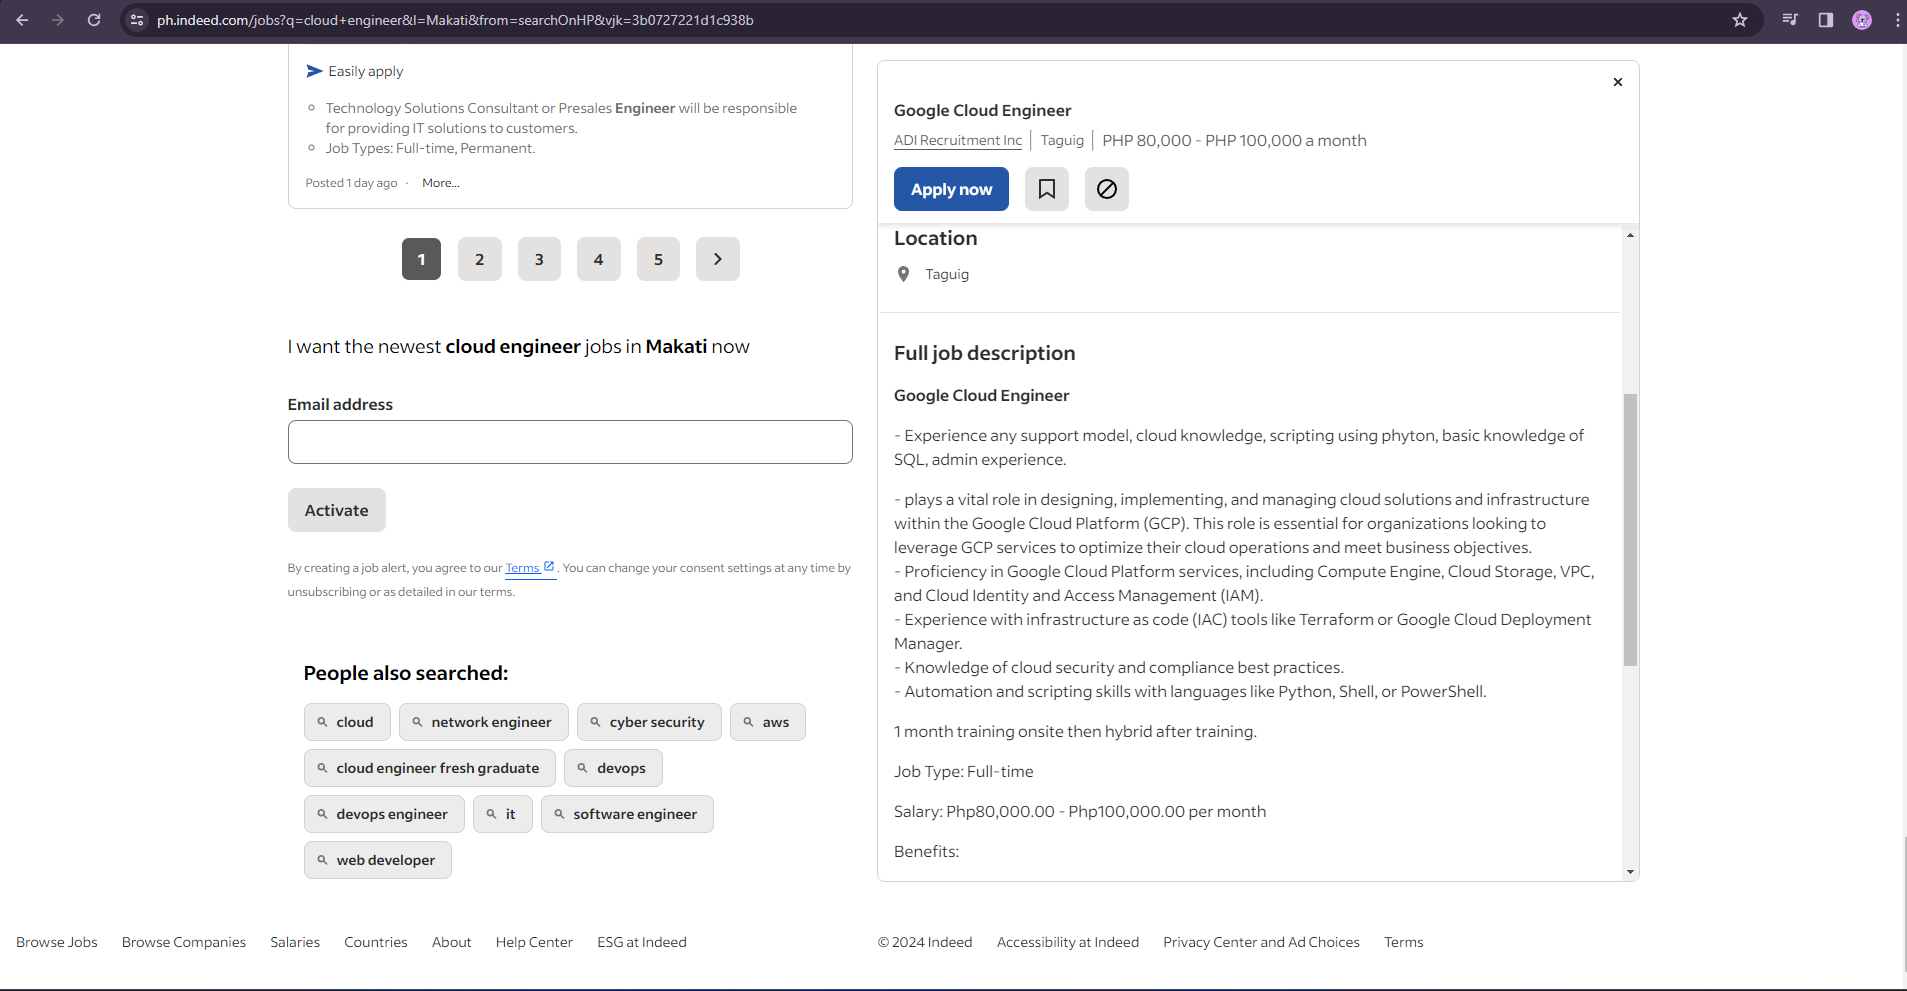 ph.indeed.com/jobs?q=cloud+engineer&l=Makati&from=searchOnHP&vjk=3b0727221d1c938b
Easily apply
Technology Solutions Consultant or Presales Engineer will be responsible
for providing IT solutions to customers.
Job Types: Full-time, Permanent.
Posted 1 day ago · More...
1 2 3 4 5
I want the newest cloud engineer jobs in Makati now
Email address
Activate
By creating a job alert, you agree to our Terms . You can change your consent settings at any time by
unsubscribing or as detailed in our terms.
People also searched:
cloud network engineer cyber security aws
cloud engineer fresh graduate devops
devops engineer it software engineer
web developer
Google Cloud Engineer
ADI Recruitment Inc Taguig PHP 80,000 - PHP 100,000 a month
Apply now
Location
Taguig
Full job description
Google Cloud Engineer
- Experience any support model, cloud knowledge, scripting using phyton, basic knowledge of
SQL, admin experience.
- plays a vital role in designing, implementing, and managing cloud solutions and infrastructure
within the Google Cloud Platform (GCP). This role is essential for organizations looking to
leverage GCP services to optimize their cloud operations and meet business objectives.
- Proficiency in Google Cloud Platform services, including Compute Engine, Cloud Storage, VPC,
and Cloud Identity and Access Management (IAM).
- Experience with infrastructure as code (IAC) tools like Terraform or Google Cloud Deployment
Manager.
- Knowledge of cloud security and compliance best practices.
- Automation and scripting skills with languages like Python, Shell, or PowerShell.
1 month training onsite then hybrid after training.
Job Type: Full-time
Salary: Php80,000.00 - Php100,000.00 per month
Benefits:
Browse Jobs Browse Companies Salaries Countries About Help Center ESG at Indeed
© 2024 Indeed Accessibility at Indeed Privacy Center and Ad Choices Terms